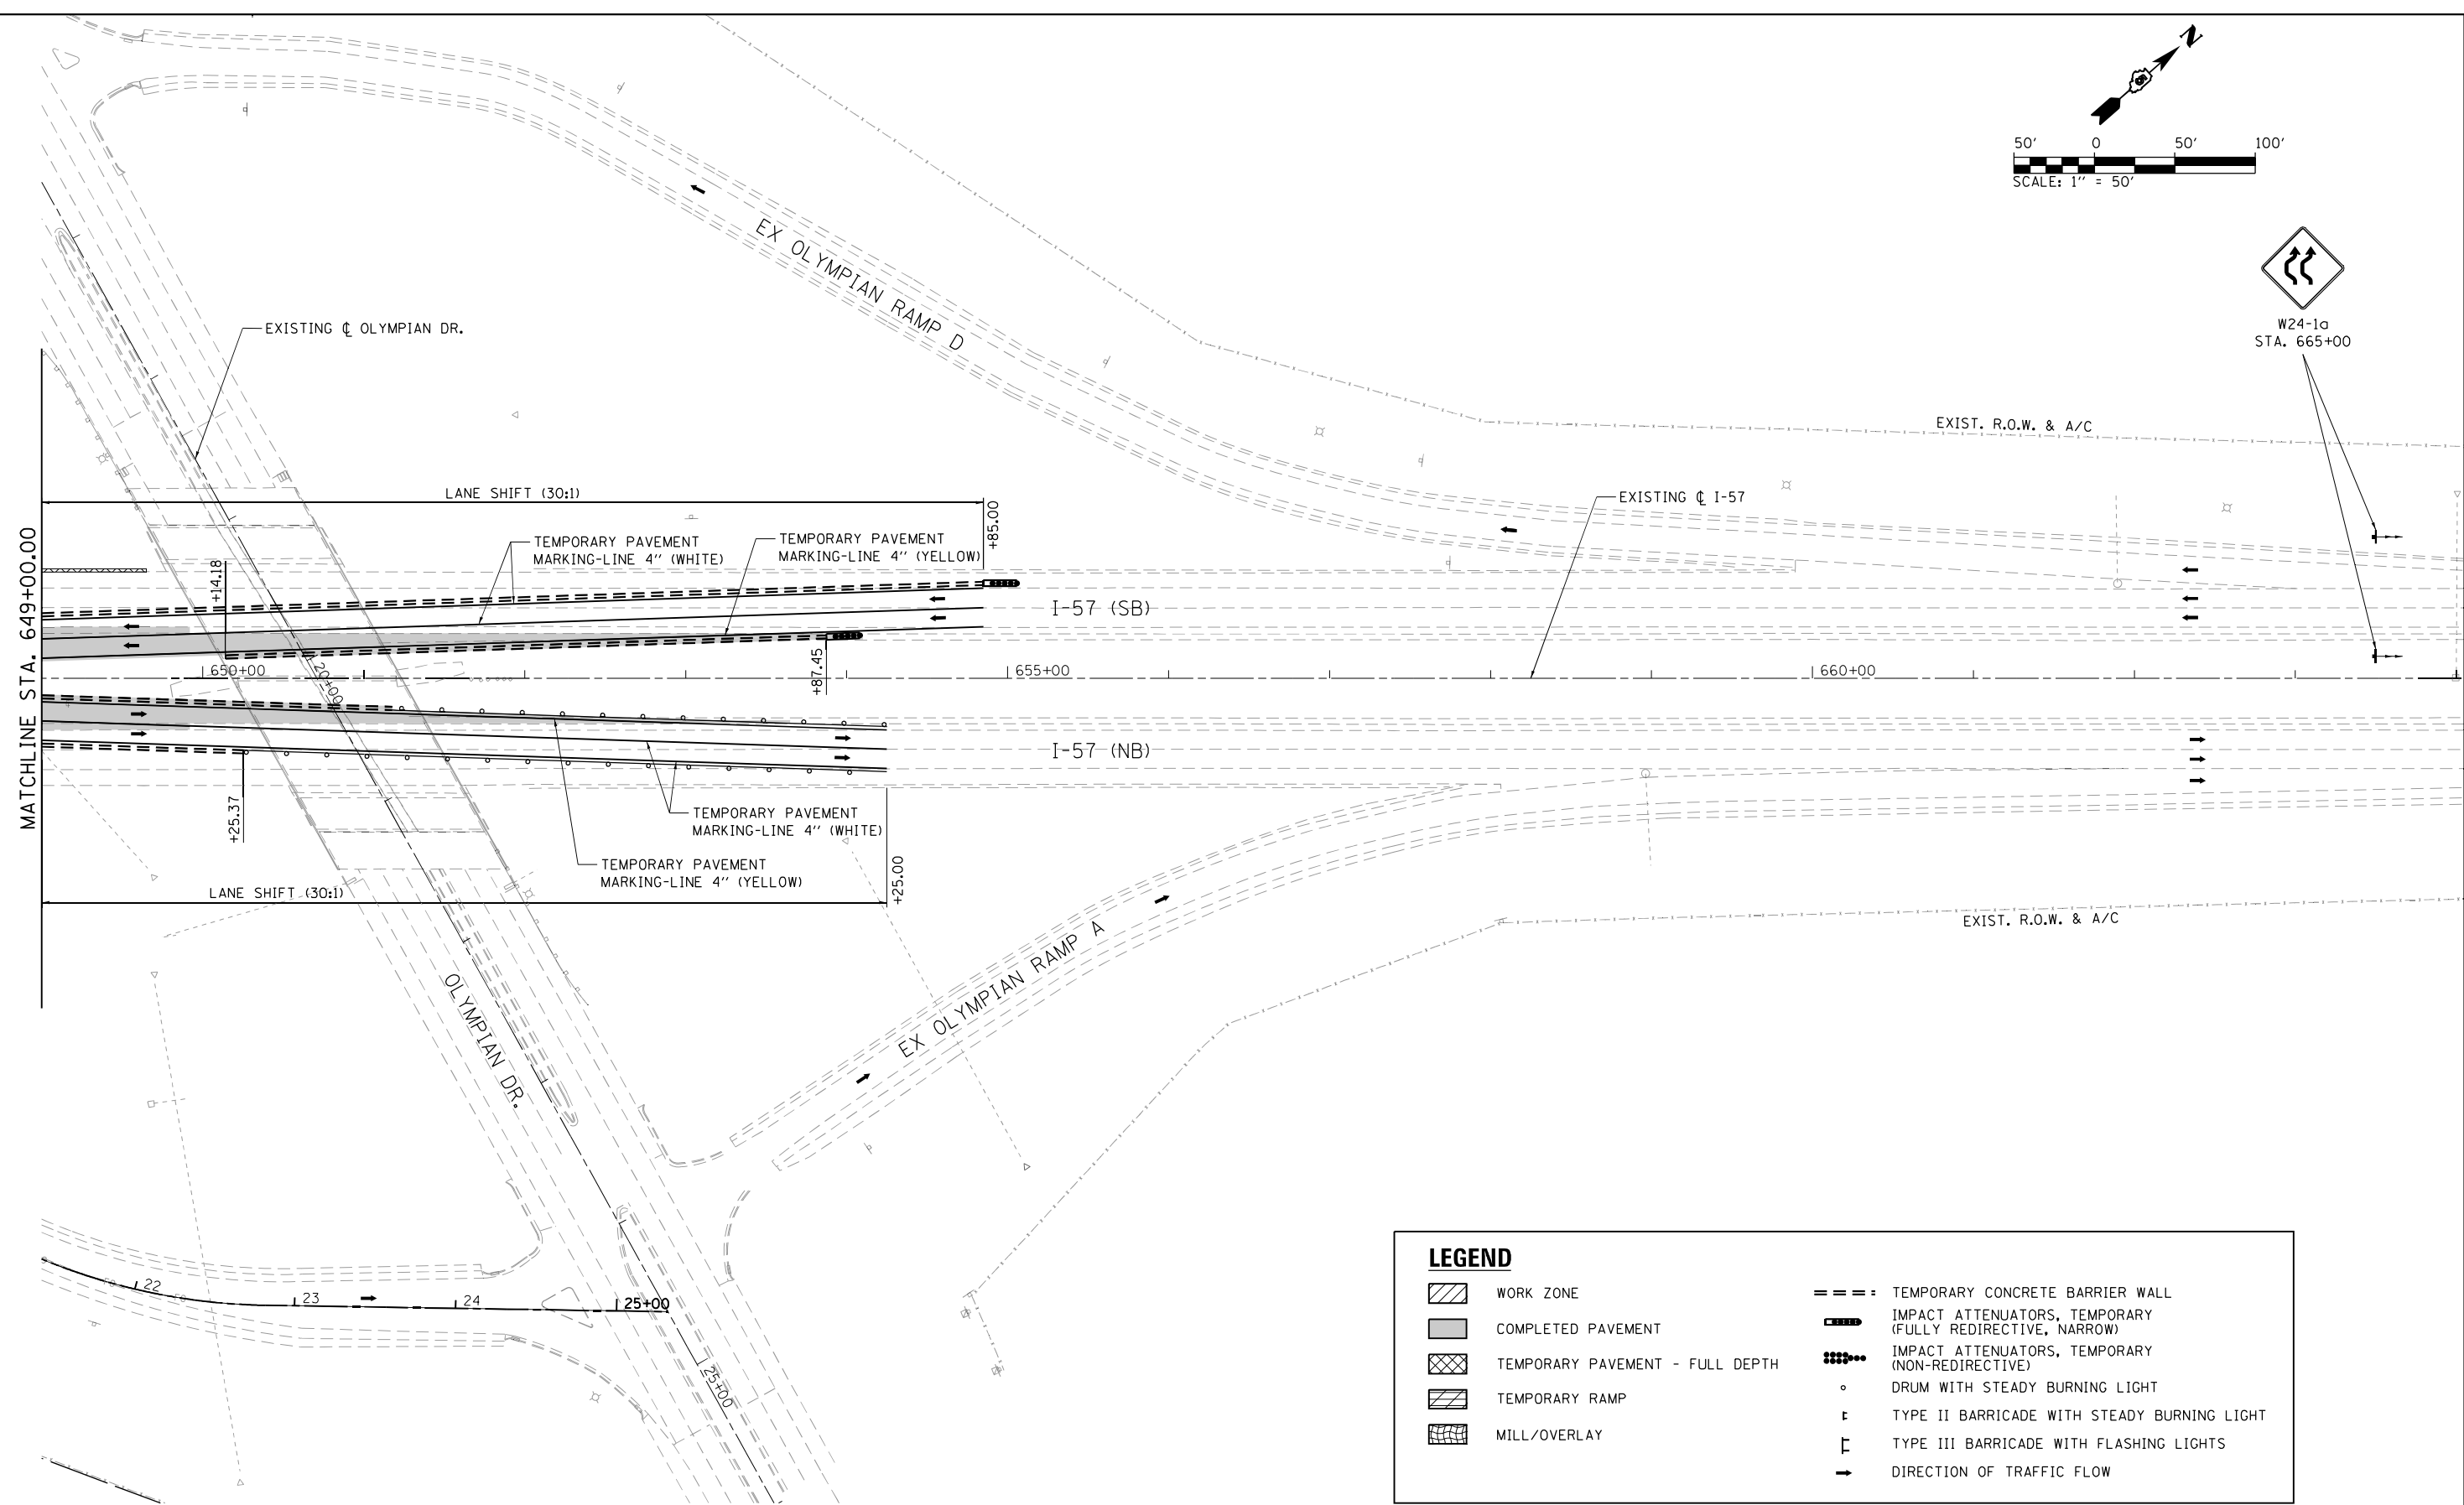 N
50' 0 50' 100'
SCALE: 1" = 50'
W24-1a
STA. 665+00
EX OLYMPIAN RAMP D
EXISTING ℄ OLYMPIAN DR.
EXIST. R.O.W. & A/C
LANE SHIFT (30:1)
+85.00
EXISTING ℄ I-57
TEMPORARY PAVEMENT
MARKING-LINE 4" (WHITE)
TEMPORARY PAVEMENT
MARKING-LINE 4" (YELLOW)
+14.18
MATCHLINE STA. 649+00.00
I-57 (SB)
650+00
20+00
+87.45
655+00
660+00
I-57 (NB)
+25.37
TEMPORARY PAVEMENT
MARKING-LINE 4" (WHITE)
TEMPORARY PAVEMENT
MARKING-LINE 4" (YELLOW)
+25.00
LANE SHIFT (30:1)
EXIST. R.O.W. & A/C
EX OLYMPIAN RAMP A
OLYMPIAN DR.
22
23
24
25+00
25+00
LEGEND
WORK ZONE
COMPLETED PAVEMENT
TEMPORARY PAVEMENT - FULL DEPTH
TEMPORARY RAMP
MILL/OVERLAY
TEMPORARY CONCRETE BARRIER WALL
IMPACT ATTENUATORS, TEMPORARY
(FULLY REDIRECTIVE, NARROW)
IMPACT ATTENUATORS, TEMPORARY
(NON-REDIRECTIVE)
DRUM WITH STEADY BURNING LIGHT
TYPE II BARRICADE WITH STEADY BURNING LIGHT
TYPE III BARRICADE WITH FLASHING LIGHTS
DIRECTION OF TRAFFIC FLOW